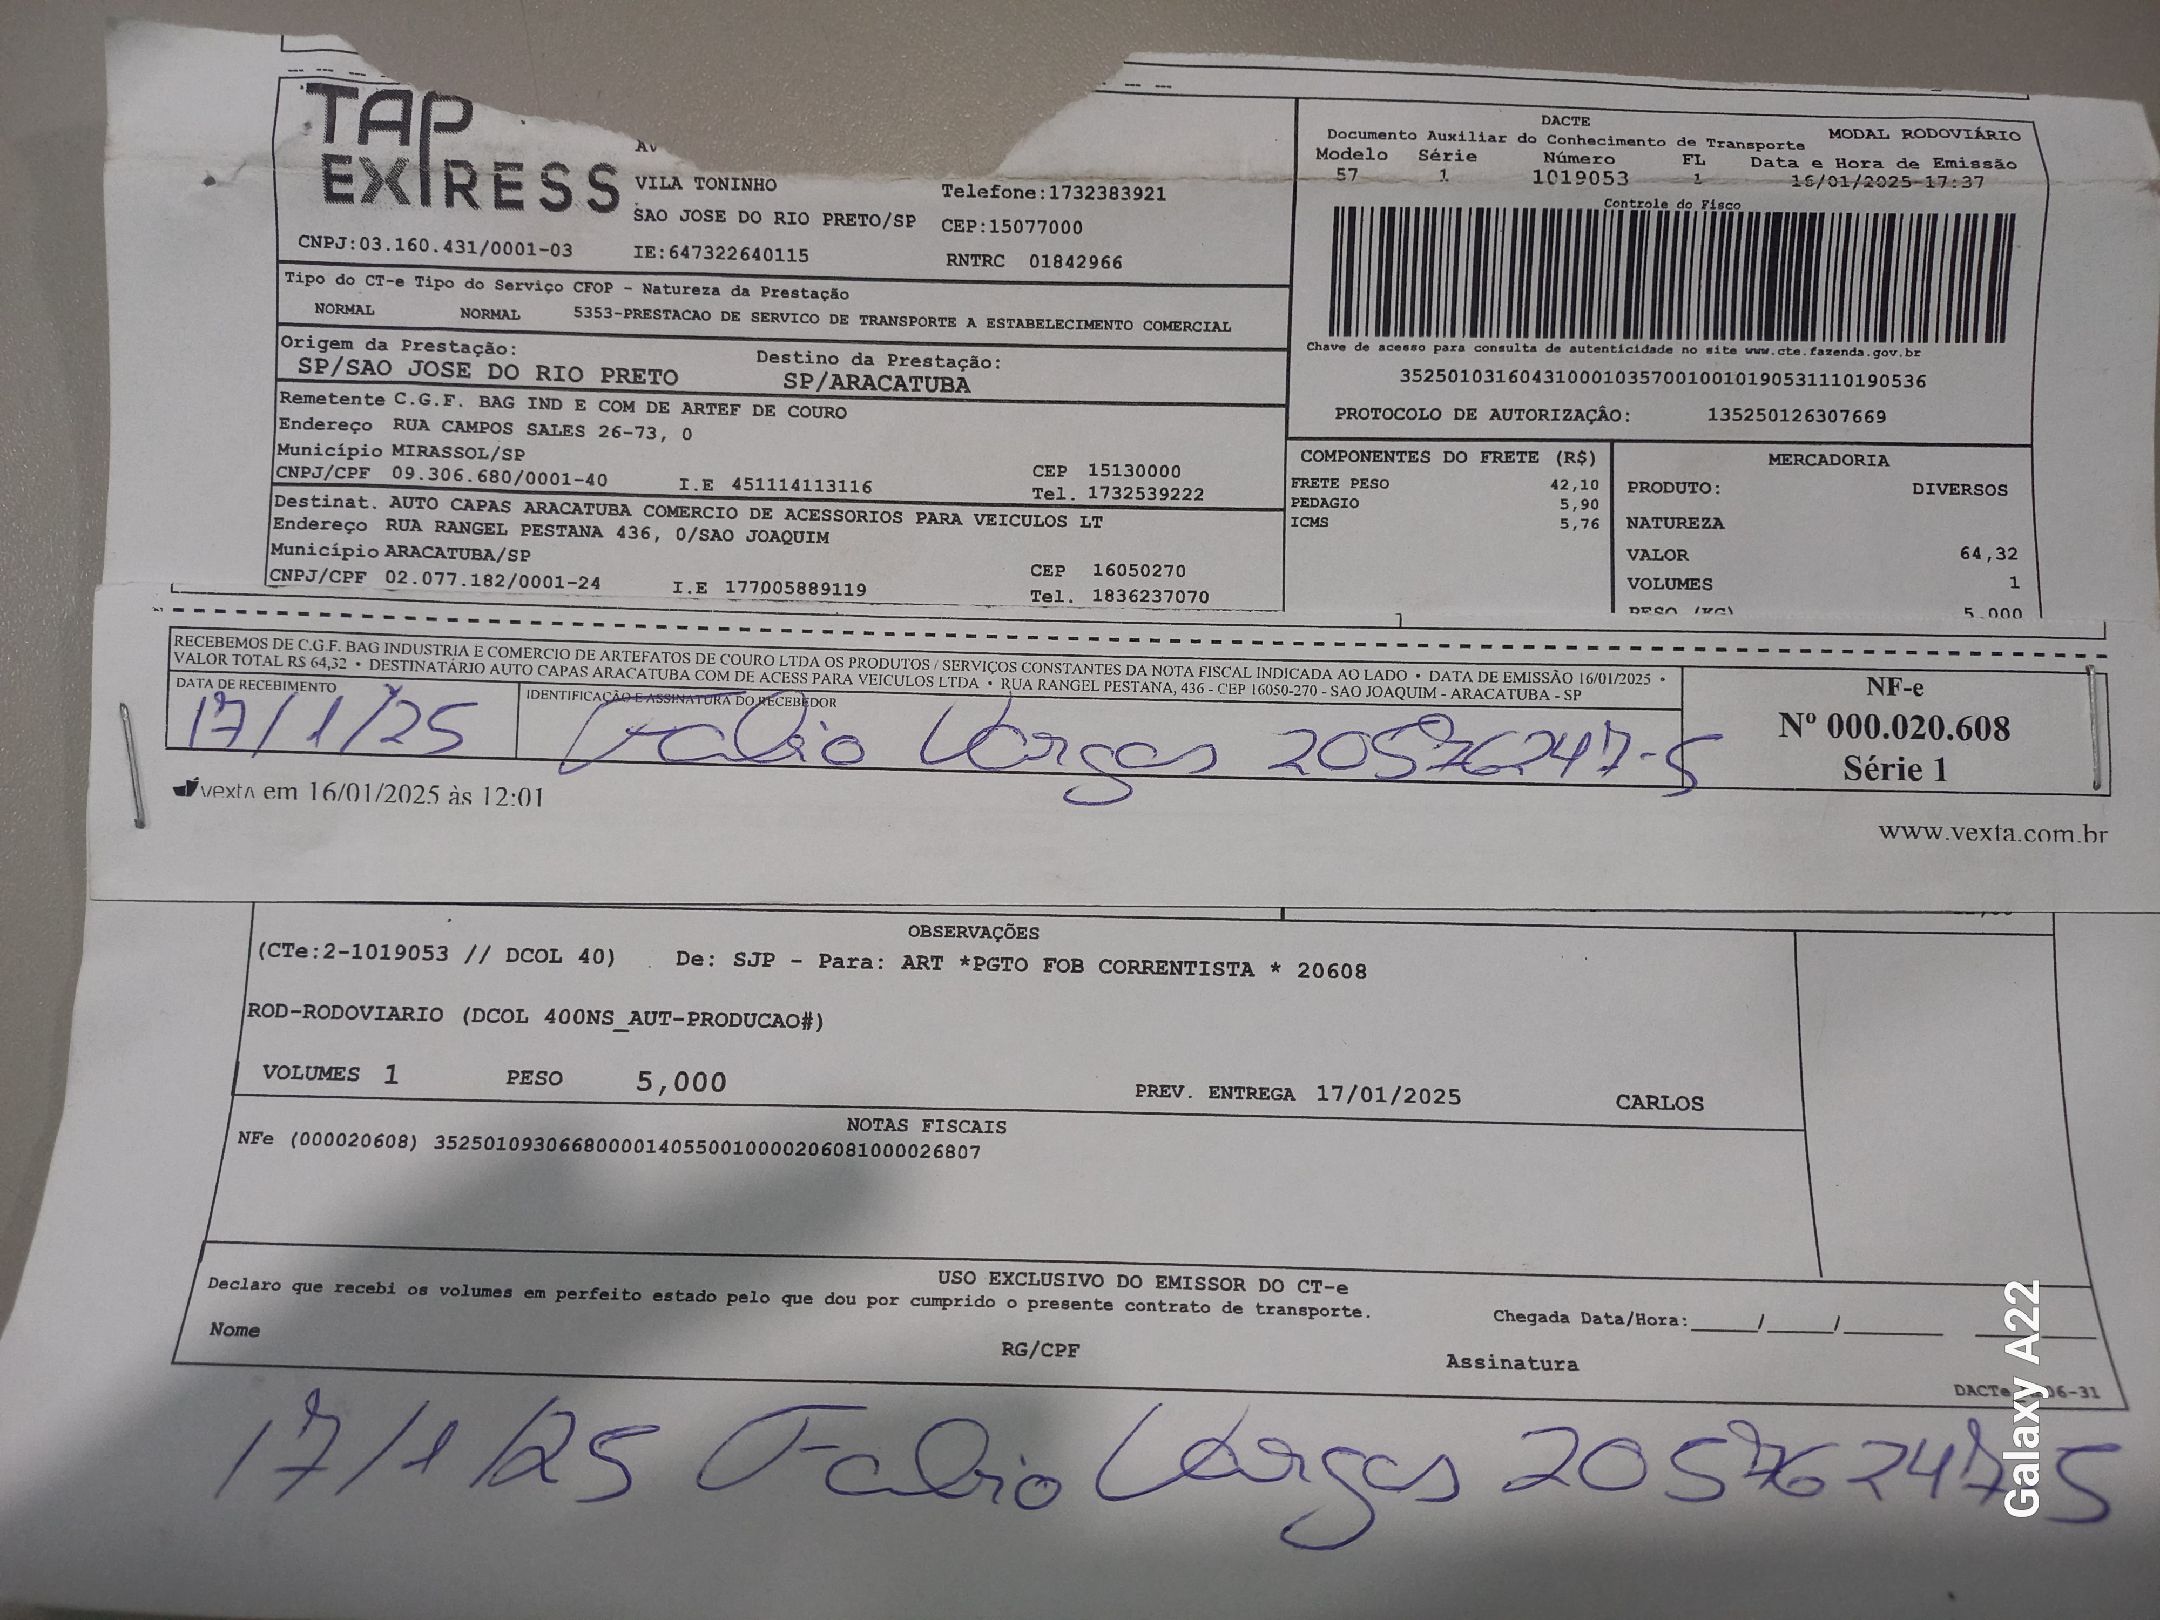 TAP
EXPRESS
VILA TONINHO
SAO JOSE DO RIO PRETO/SP
Telefone:1732383921
CEP:15077000
CNPJ:03.160.431/0001-03 IE:647322640115 RNTRC 01842966
DACTE
MODAL RODOVIÁRIO
Documento Auxiliar do Conhecimento de Transporte
Modelo Série Número FL Data e Hora de Emissão
57 1 1019053 1 16/01/2025-17:37
Controle do Fisco
Chave de acesso para consulta de autenticidade no site www.cte.fazenda.gov.br
35250103160431000103570010010190531110190536
PROTOCOLO DE AUTORIZAÇÃO: 135250126307669
Tipo do CT-e Tipo do Serviço CFOP - Natureza da Prestação
NORMAL NORMAL 5353-PRESTACAO DE SERVICO DE TRANSPORTE A ESTABELECIMENTO COMERCIAL
Origem da Prestação: Destino da Prestação:
SP/SAO JOSE DO RIO PRETO SP/ARACATUBA
Remetente C.G.F. BAG IND E COM DE ARTEF DE COURO
Endereço RUA CAMPOS SALES 26-73, 0
Município MIRASSOL/SP CEP 15130000
CNPJ/CPF 09.306.680/0001-40 I.E 451114113116 Tel. 1732539222
Destinat. AUTO CAPAS ARACATUBA COMERCIO DE ACESSORIOS PARA VEICULOS LT
Endereço RUA RANGEL PESTANA 436, 0/SAO JOAQUIM
Município ARACATUBA/SP CEP 16050270
CNPJ/CPF 02.077.182/0001-24 I.E 177005889119 Tel. 1836237070
COMPONENTES DO FRETE (R$)
FRETE PESO 42,10
PEDAGIO 5,90
ICMS 5,76
MERCADORIA
PRODUTO: DIVERSOS
NATUREZA
VALOR 64,32
VOLUMES 1
PESO (KG) 5,000
RECEBEMOS DE C.G.F. BAG INDUSTRIA E COMERCIO DE ARTEFATOS DE COURO LTDA OS PRODUTOS / SERVIÇOS CONSTANTES DA NOTA FISCAL INDICADA AO LADO • DATA DE EMISSÃO 16/01/2025 •
VALOR TOTAL R$ 64,32 • DESTINATÁRIO AUTO CAPAS ARACATUBA COM DE ACESS PARA VEICULOS LTDA • RUA RANGEL PESTANA, 436 - CEP 16050-270 - SAO JOAQUIM - ARACATUBA - SP
DATA DE RECEBIMENTO IDENTIFICAÇÃO E ASSINATURA DO RECEBEDOR
17/1/25 Fabio Vargas 20576247-5
NF-e
Nº 000.020.608
Série 1
vexta em 16/01/2025 às 12:01
www.vexta.com.br
OBSERVAÇÕES
(CTe:2-1019053 // DCOL 40) De: SJP - Para: ART *PGTO FOB CORRENTISTA * 20608
ROD-RODOVIARIO (DCOL 400NS_AUT-PRODUCAO#)
VOLUMES 1 PESO 5,000 PREV. ENTREGA 17/01/2025 CARLOS
NOTAS FISCAIS
NFe (000020608) 35250109306680000140550010000206081000026807
USO EXCLUSIVO DO EMISSOR DO CT-e
Declaro que recebi os volumes em perfeito estado pelo que dou por cumprido o presente contrato de transporte.
Chegada Data/Hora:____/____/______ ____
Nome RG/CPF Assinatura
17/1/25 Fabio Vargas 20576247-5
Galaxy A22